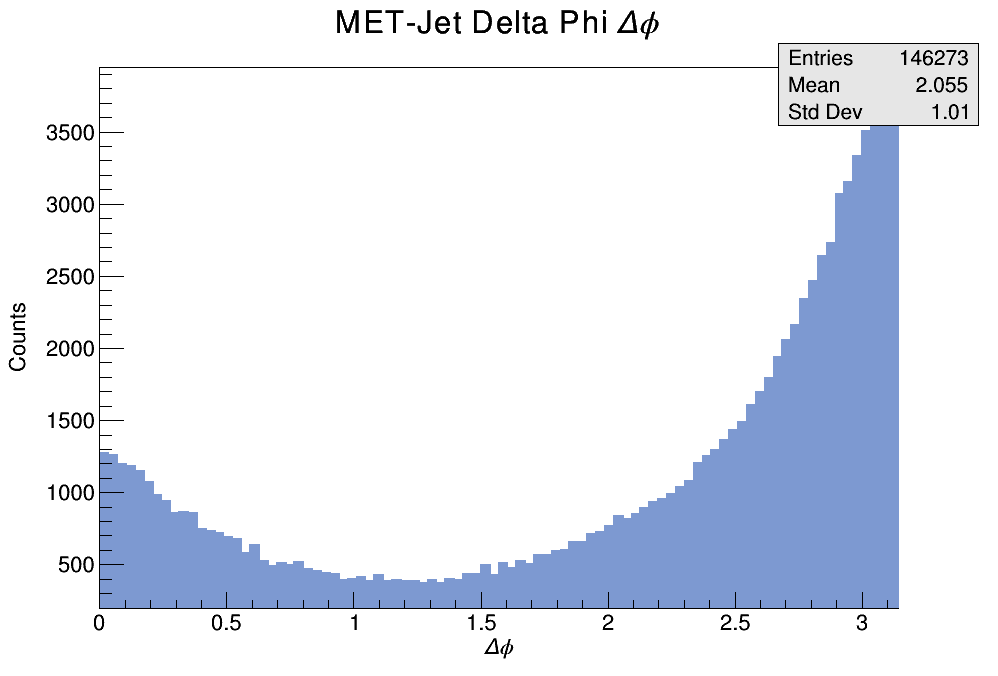 MET-Jet Delta Phi Δϕ
Entries 146273
Mean 2.055
Std Dev 1.01
3500
3000
2500
2000
1500
1000
500
Counts
0 0.5 1 1.5 2 2.5 3
Δϕ